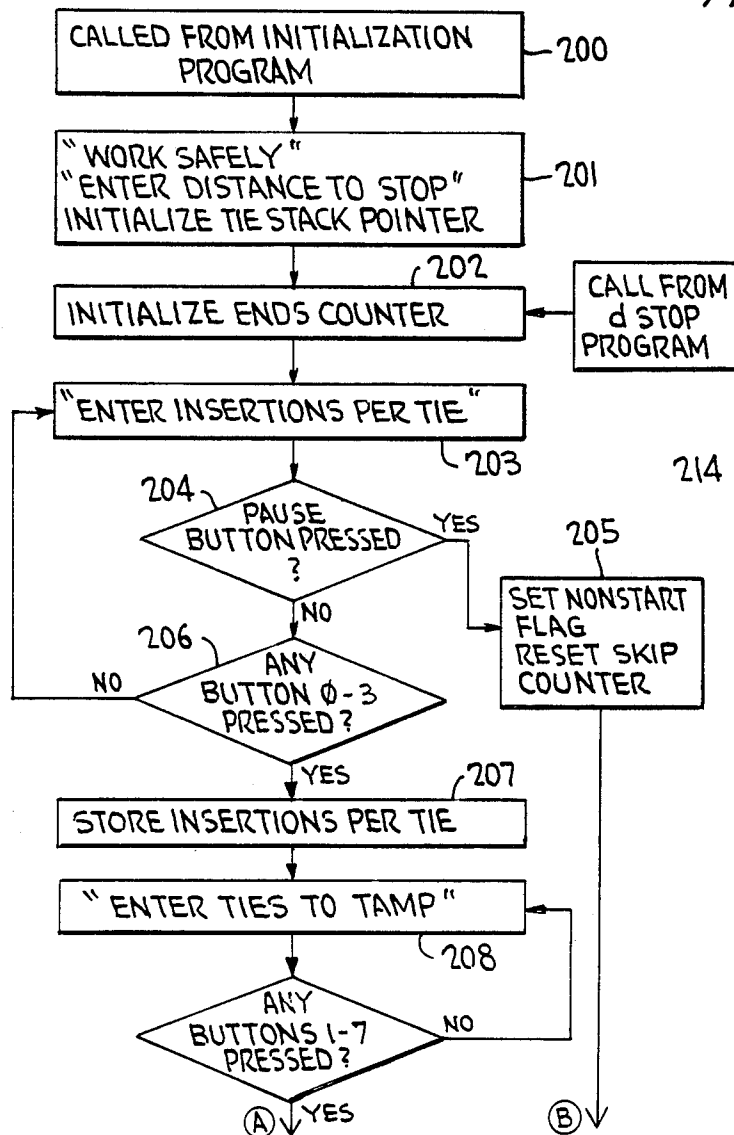 CALLED FROM INITIALIZATION
PROGRAM
200
"WORK SAFELY"
"ENTER DISTANCE TO STOP"
INITIALIZE TIE STACK POINTER
201
202
INITIALIZE ENDS COUNTER
CALL FROM
d STOP
PROGRAM
"ENTER INSERTIONS PER TIE"
203
214
204
PAUSE
BUTTON PRESSED
?
YES
NO
205
SET NONSTART
FLAG
RESET SKIP
COUNTER
206
ANY
BUTTON Ø-3
PRESSED?
NO
YES
207
STORE INSERTIONS PER TIE
"ENTER TIES TO TAMP"
208
ANY
BUTTONS 1-7
PRESSED?
NO
YES
A
B